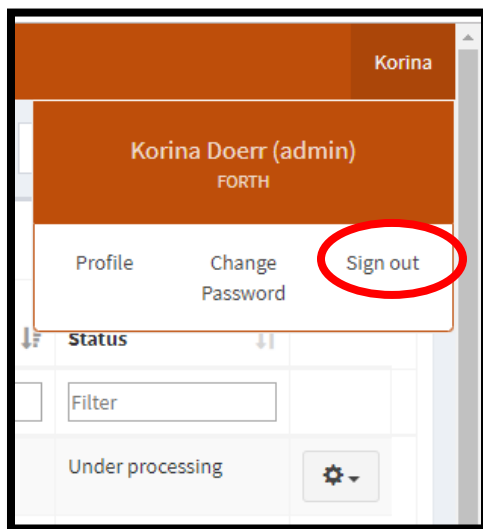 Korina
Korina Doerr (admin)
FORTH
Profile
Change
Password
Sign out
Status
Filter
Under processing